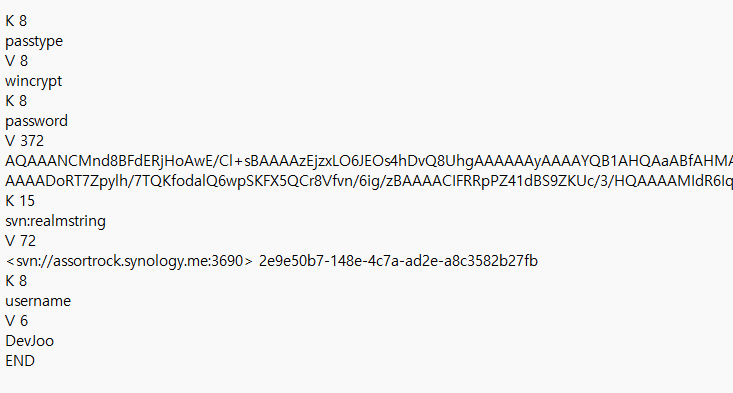 K 8
passtype
V 8
wincrypt
K 8
password
V 372
AQAAANCMnd8BFdERjHoAwE/Cl+sBAAAAzEjzxLO6JEOs4hDvQ8UhgAAAAAAyAAAAYQB1AHQAaABfAHMA
AAAADoRT7Zpylh/7TQKfodalQ6wpSKFX5QCr8Vfvn/6ig/zBAAAACIFRRpPZ41dBS9ZKUc/3/HQAAAAMIdR6Iq
K 15
svn:realmstring
V 72
<svn://assortrock.synology.me:3690> 2e9e50b7-148e-4c7a-ad2e-a8c3582b27fb
K 8
username
V 6
DevJoo
END